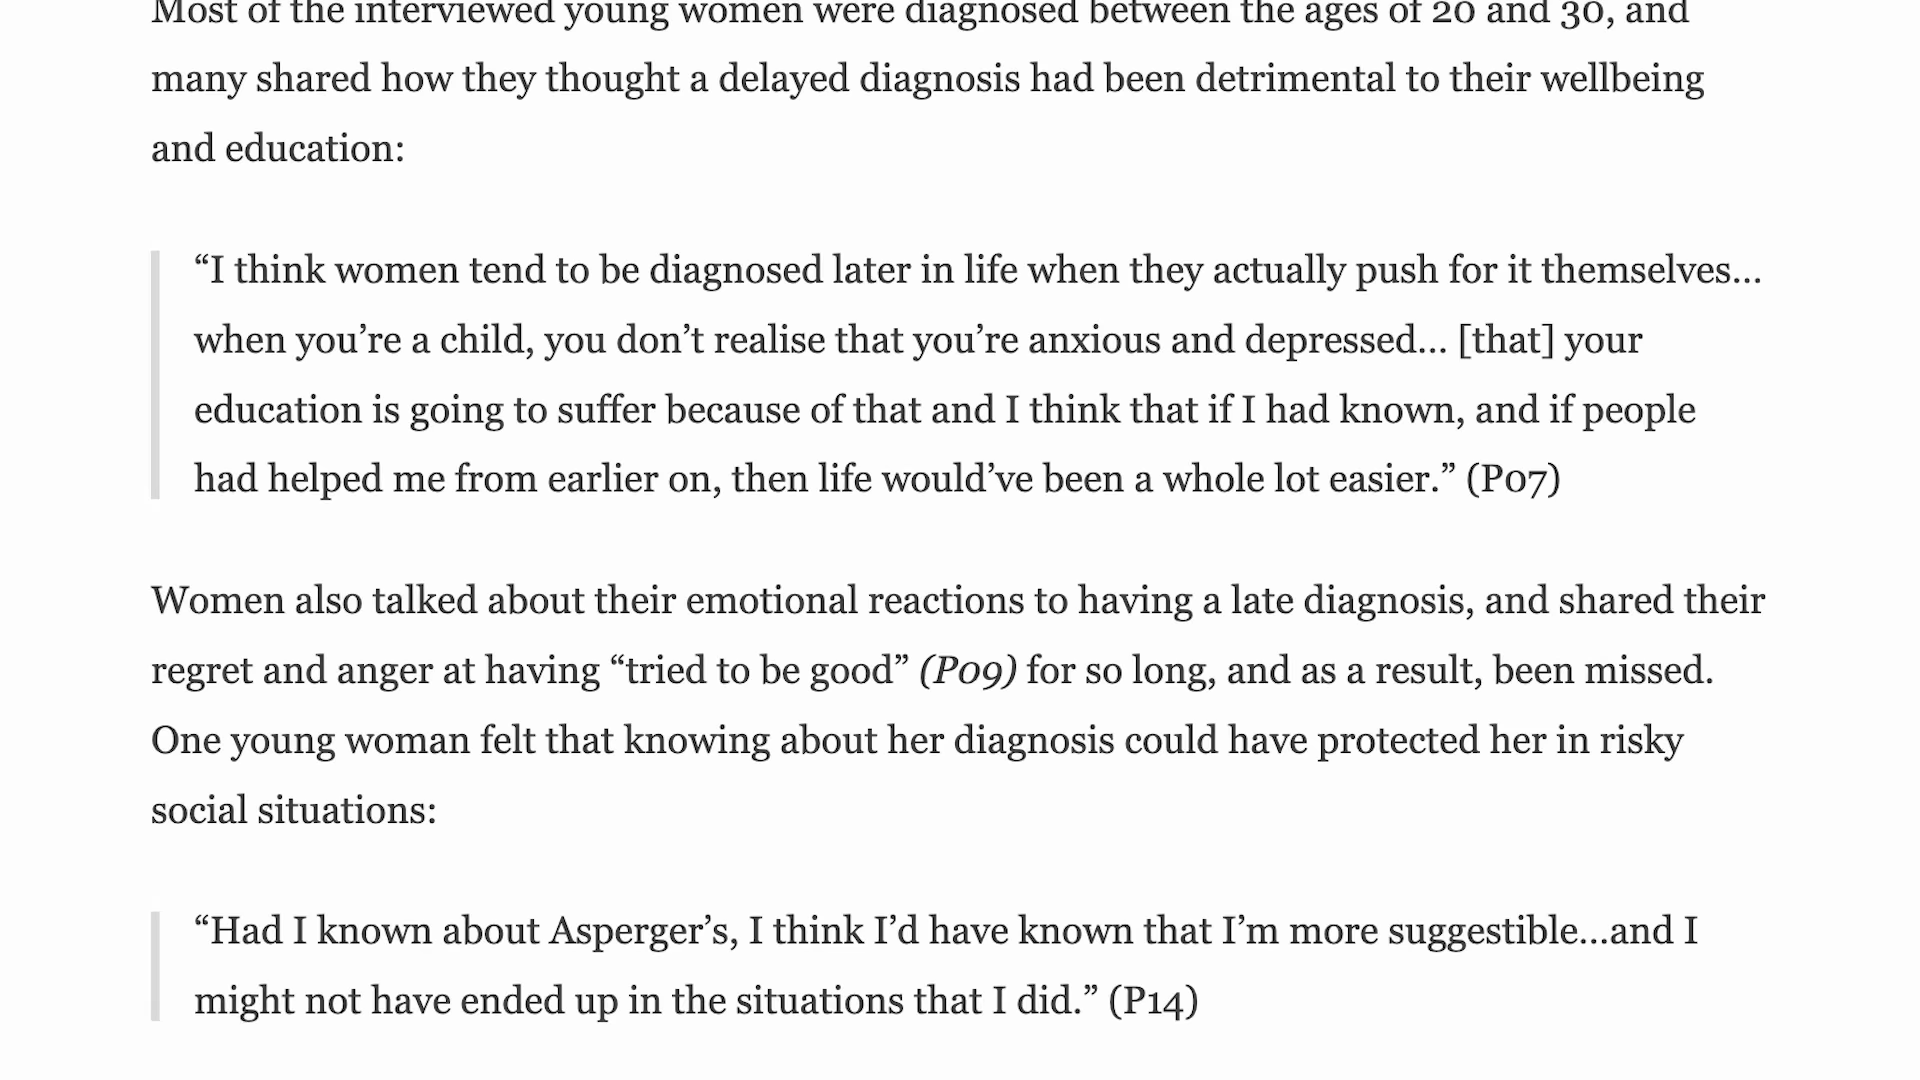 Most of the interviewed young women were diagnosed between the ages of 20 and 30, and
many shared how they thought a delayed diagnosis had been detrimental to their wellbeing
and education:
“I think women tend to be diagnosed later in life when they actually push for it themselves…
when you’re a child, you don’t realise that you’re anxious and depressed… [that] your
education is going to suffer because of that and I think that if I had known, and if people
had helped me from earlier on, then life would’ve been a whole lot easier.” (P07)
Women also talked about their emotional reactions to having a late diagnosis, and shared their
regret and anger at having “tried to be good” (P09) for so long, and as a result, been missed.
One young woman felt that knowing about her diagnosis could have protected her in risky
social situations:
“Had I known about Asperger’s, I think I’d have known that I’m more suggestible…and I
might not have ended up in the situations that I did.” (P14)